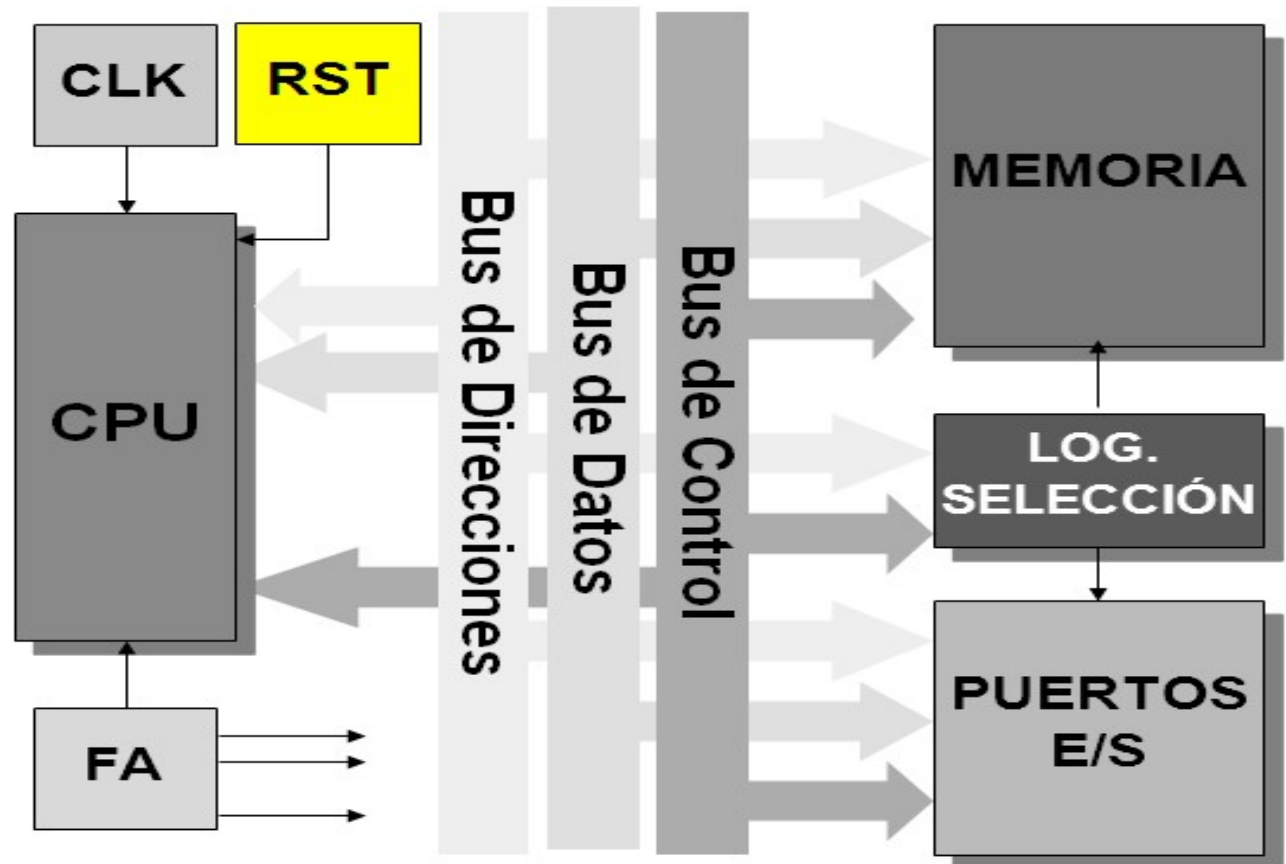 CLK
RST
CPU
FA
Bus de Direcciones
Bus de Datos
Bus de Control
MEMORIA
LOG.
SELECCIÓN
PUERTOS
E/S